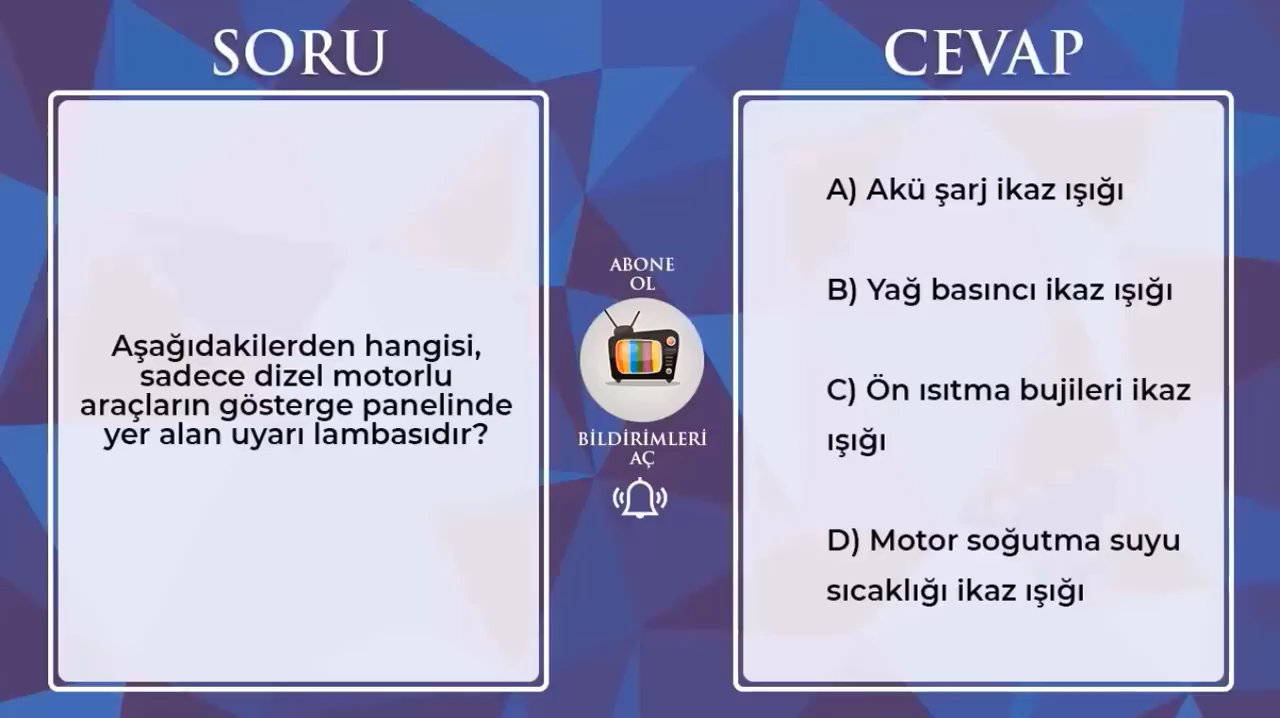 SORU
Aşağıdakilerden hangisi,
sadece dizel motorlu
araçların gösterge panelinde
yer alan uyarı lambasıdır?
ABONE
OL
BİLDİRİMLERİ
AÇ
CEVAP
A) Akü şarj ikaz ışığı
B) Yağ basıncı ikaz ışığı
C) Ön ısıtma bujileri ikaz
ışığı
D) Motor soğutma suyu
sıcaklığı ikaz ışığı